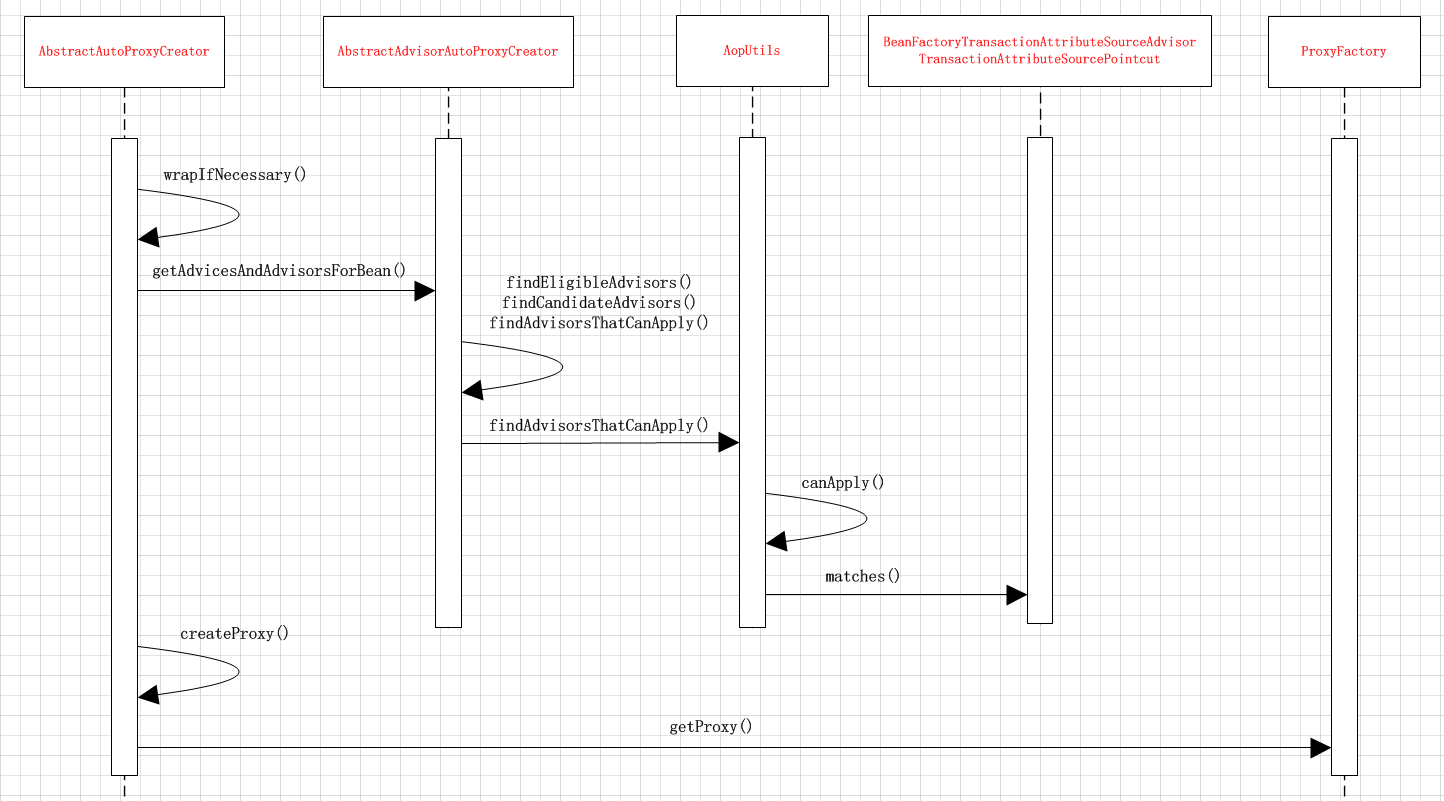 AbstractAutoProxyCreator
AbstractAdvisorAutoProxyCreator
AopUtils
BeanFactoryTransactionAttributeSourceAdvisor
TransactionAttributeSourcePointcut
ProxyFactory
wrapIfNecessary()
getAdvicesAndAdvisorsForBean()
findEligibleAdvisors()
findCandidateAdvisors()
findAdvisorsThatCanApply()
findAdvisorsThatCanApply()
canApply()
matches()
createProxy()
getProxy()